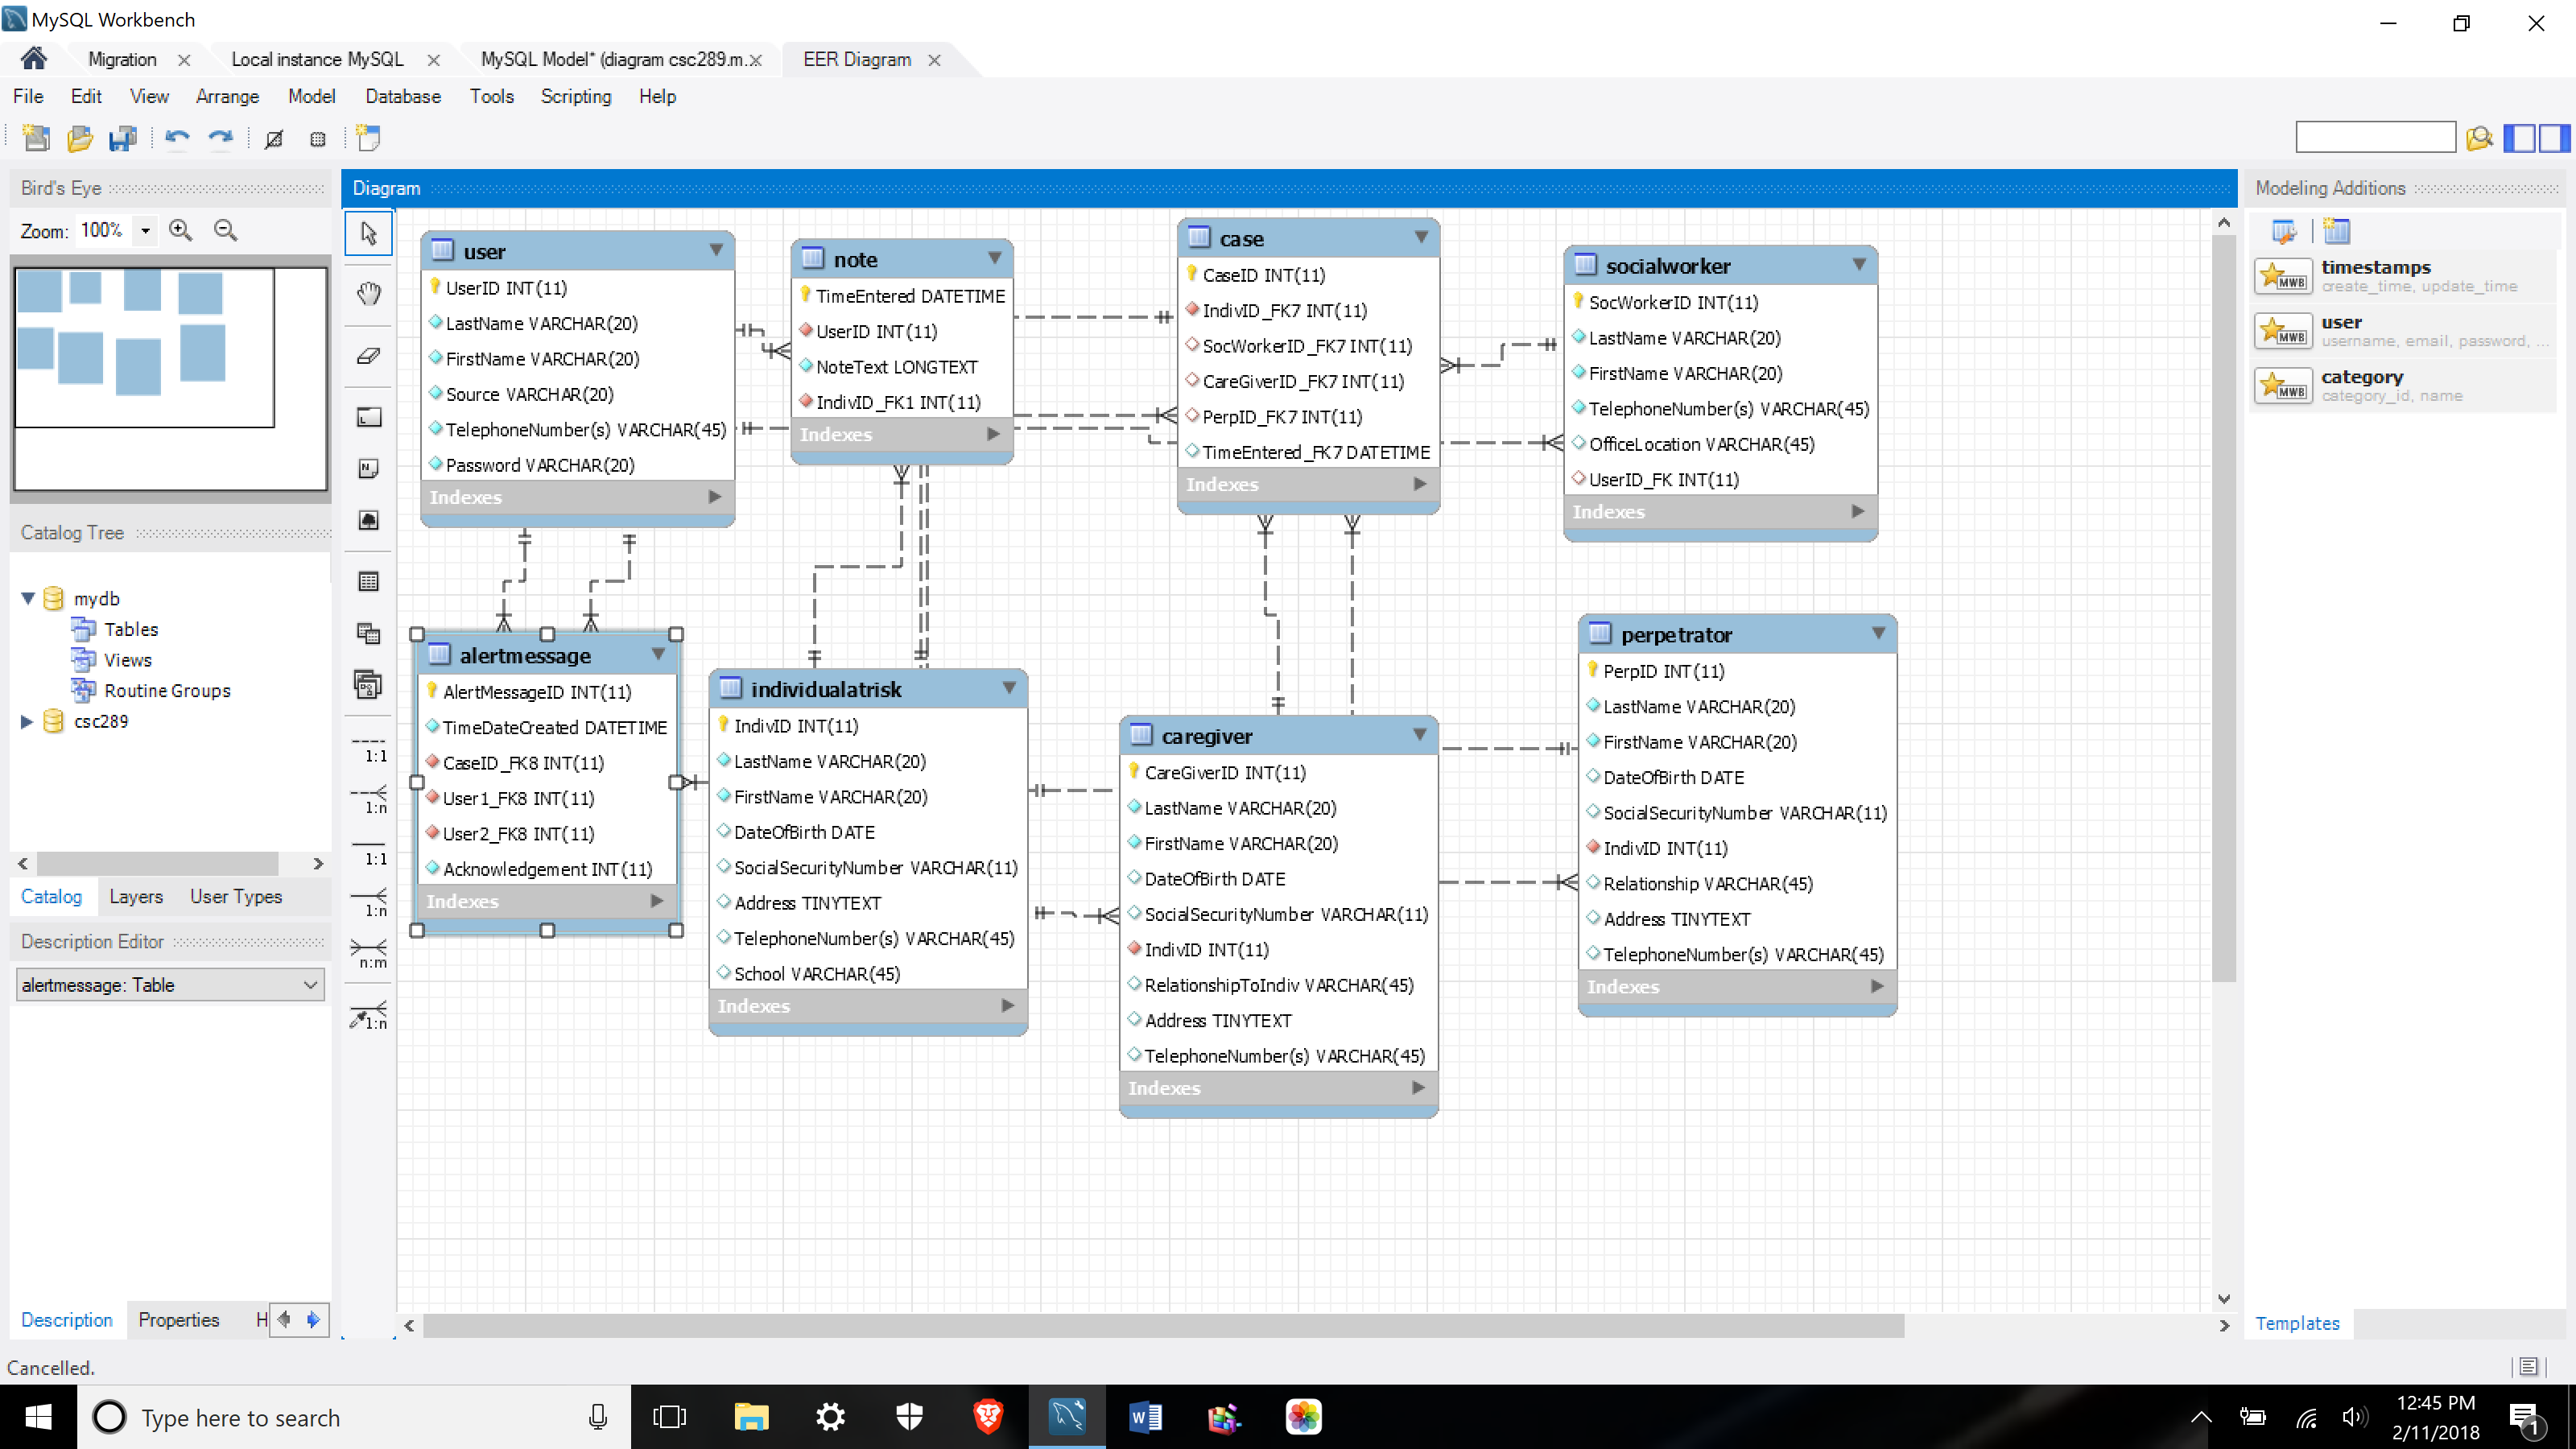 MySQL Workbench
Migration
Local instance MySQL
MySQL Model* (diagram csc289.m...
EER Diagram
File Edit View Arrange Model Database Tools Scripting Help
Bird's Eye
Zoom: 100%
Catalog Tree
mydb
Tables
Views
Routine Groups
csc289
Catalog Layers User Types
Description Editor
alertmessage: Table
Description Properties H
Cancelled.
Diagram
1:1
1:n
1:1
1:n
n:m
1:n
user
UserID INT(11)
LastName VARCHAR(20)
FirstName VARCHAR(20)
Source VARCHAR(20)
TelephoneNumber(s) VARCHAR(45)
Password VARCHAR(20)
Indexes
note
TimeEntered DATETIME
UserID INT(11)
NoteText LONGTEXT
IndivID_FK1 INT(11)
Indexes
case
CaseID INT(11)
IndivID_FK7 INT(11)
SocWorkerID_FK7 INT(11)
CareGiverID_FK7 INT(11)
PerpID_FK7 INT(11)
TimeEntered_FK7 DATETIME
Indexes
socialworker
SocWorkerID INT(11)
LastName VARCHAR(20)
FirstName VARCHAR(20)
TelephoneNumber(s) VARCHAR(45)
OfficeLocation VARCHAR(45)
UserID_FK INT(11)
Indexes
alertmessage
AlertMessageID INT(11)
TimeDateCreated DATETIME
CaseID_FK8 INT(11)
User1_FK8 INT(11)
User2_FK8 INT(11)
Acknowledgement INT(11)
Indexes
individualatrisk
IndivID INT(11)
LastName VARCHAR(20)
FirstName VARCHAR(20)
DateOfBirth DATE
SocialSecurityNumber VARCHAR(11)
Address TINYTEXT
TelephoneNumber(s) VARCHAR(45)
School VARCHAR(45)
Indexes
caregiver
CareGiverID INT(11)
LastName VARCHAR(20)
FirstName VARCHAR(20)
DateOfBirth DATE
SocialSecurityNumber VARCHAR(11)
IndivID INT(11)
RelationshipToIndiv VARCHAR(45)
Address TINYTEXT
TelephoneNumber(s) VARCHAR(45)
Indexes
perpetrator
PerpID INT(11)
LastName VARCHAR(20)
FirstName VARCHAR(20)
DateOfBirth DATE
SocialSecurityNumber VARCHAR(11)
IndivID INT(11)
Relationship VARCHAR(45)
Address TINYTEXT
TelephoneNumber(s) VARCHAR(45)
Indexes
Modeling Additions
MWB
timestamps
create_time, update_time
MWB
user
username, email, password, ...
MWB
category
category_id, name
Templates
Type here to search
12:45 PM
2/11/2018
1